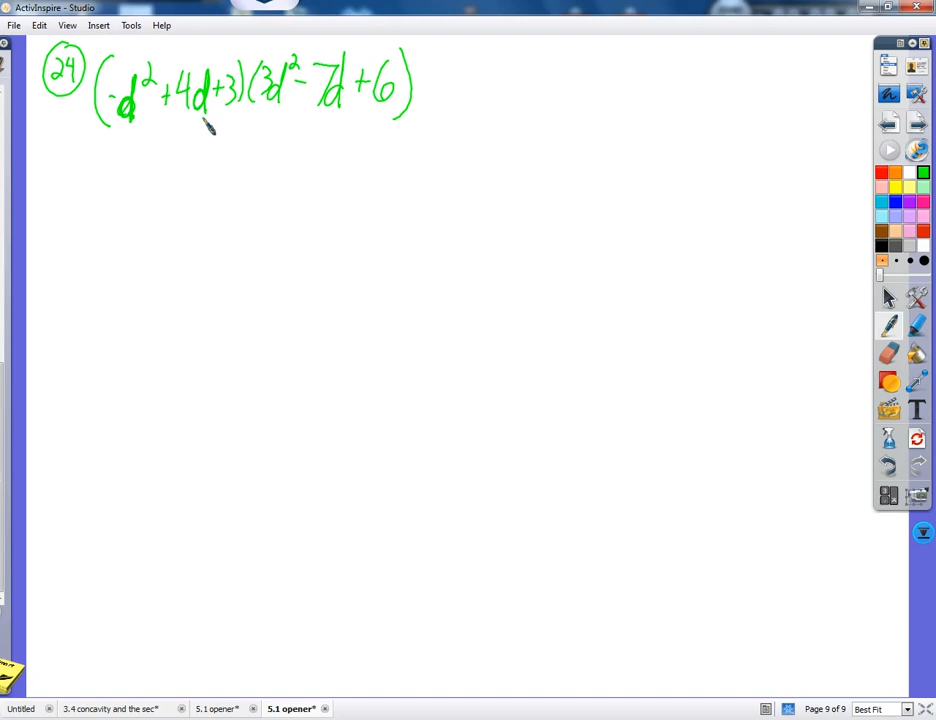 ActivInspire - Studio
File Edit View Insert Tools Help
24 (-d² + 4d + 3)(3d² - 7d + 6)
Untitled 3.4 concavity and the sec* 5.1 opener* 5.1 opener* Page 9 of 9 Best Fit